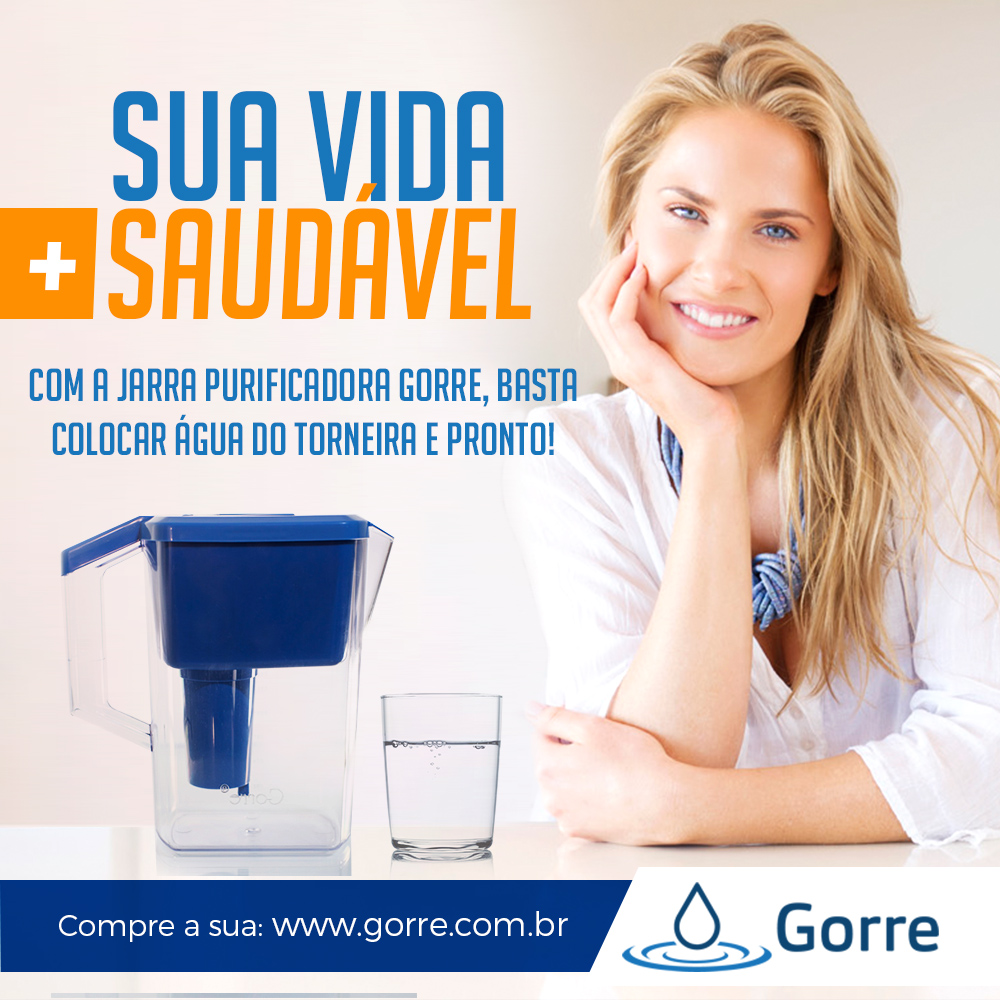 SUA VIDA
+ SAUDÁVEL
COM A JARRA PURIFICADORA GORRE, BASTA
COLOCAR ÁGUA DO TORNEIRA E PRONTO!
Gorre®
Compre a sua: www.gorre.com.br
Gorre